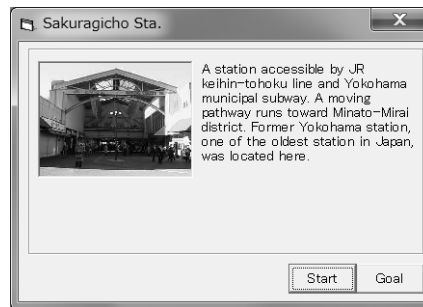 Sakuragicho Sta.
X
A station accessible by JR
keihin-tohoku line and Yokohama
municipal subway. A moving
pathway runs toward Minato-Mirai
district. Former Yokohama station,
one of the oldest station in Japan,
was located here.
Start Goal